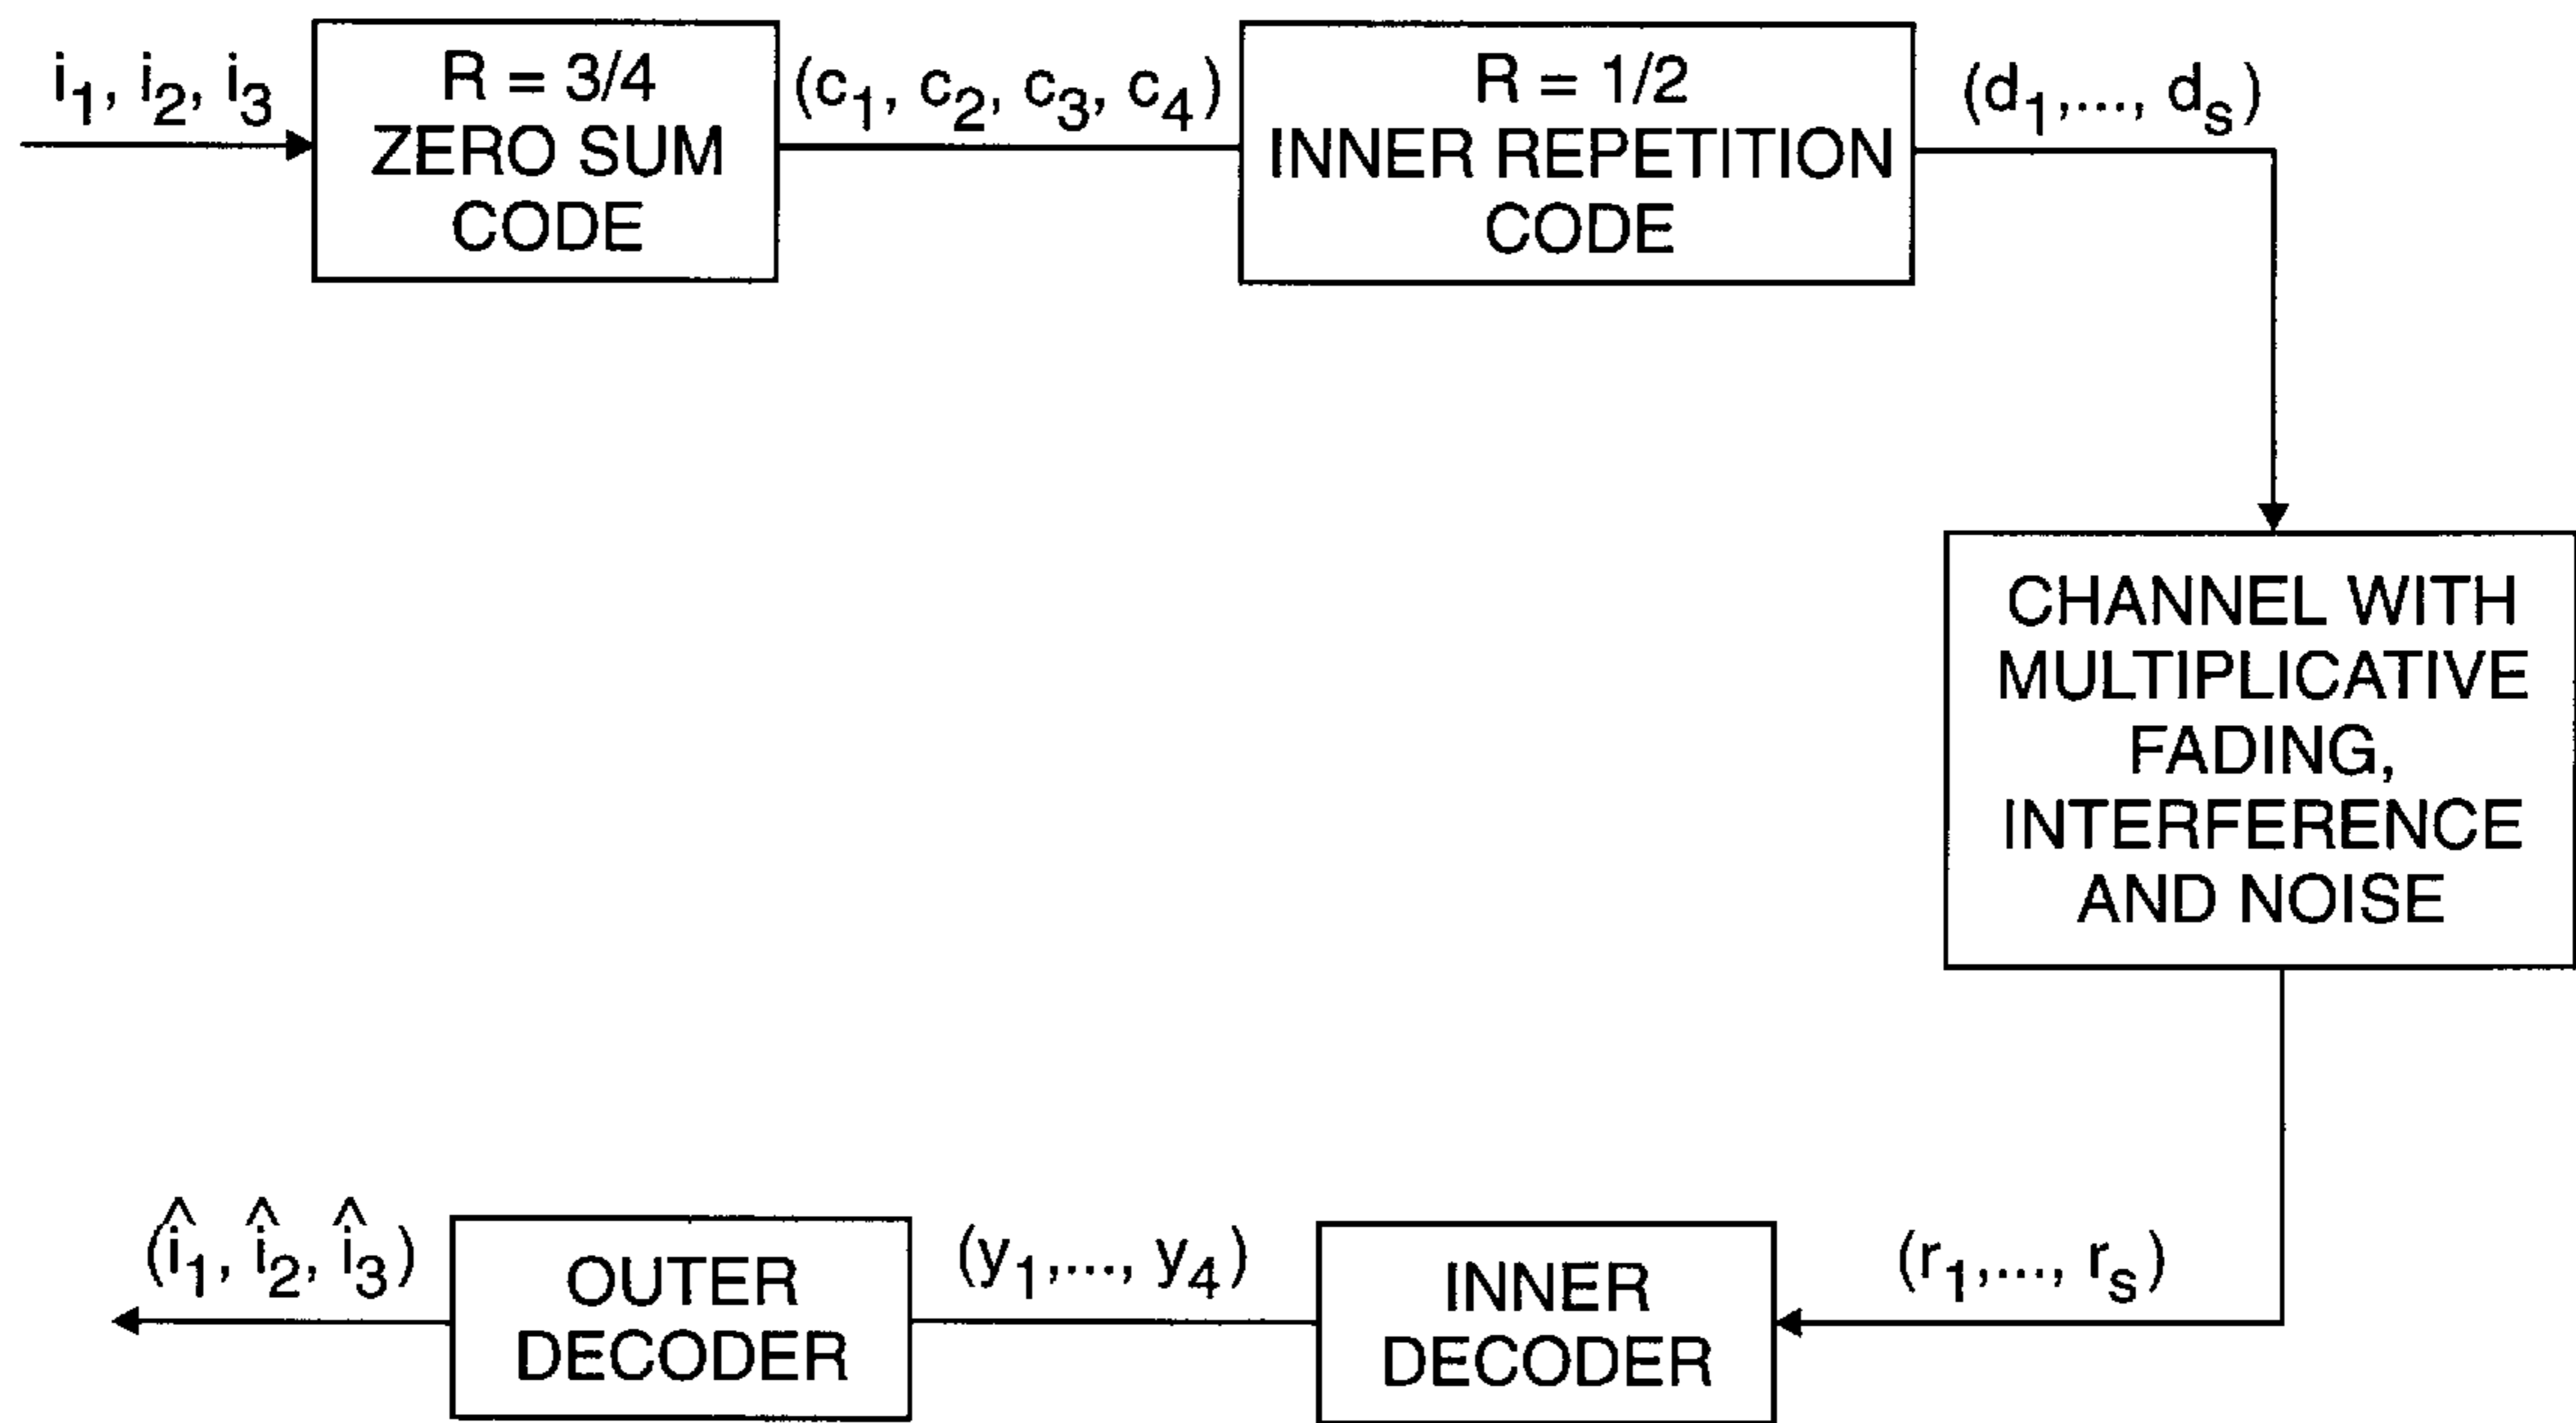 i1, i2, i3
R = 3/4
ZERO SUM
CODE
(c1, c2, c3, c4)
R = 1/2
INNER REPETITION
CODE
(d1,..., ds)
CHANNEL WITH
MULTIPLICATIVE
FADING,
INTERFERENCE
AND NOISE
(r1,..., rs)
INNER
DECODER
(y1,..., y4)
OUTER
DECODER
(î1, î2, î3)